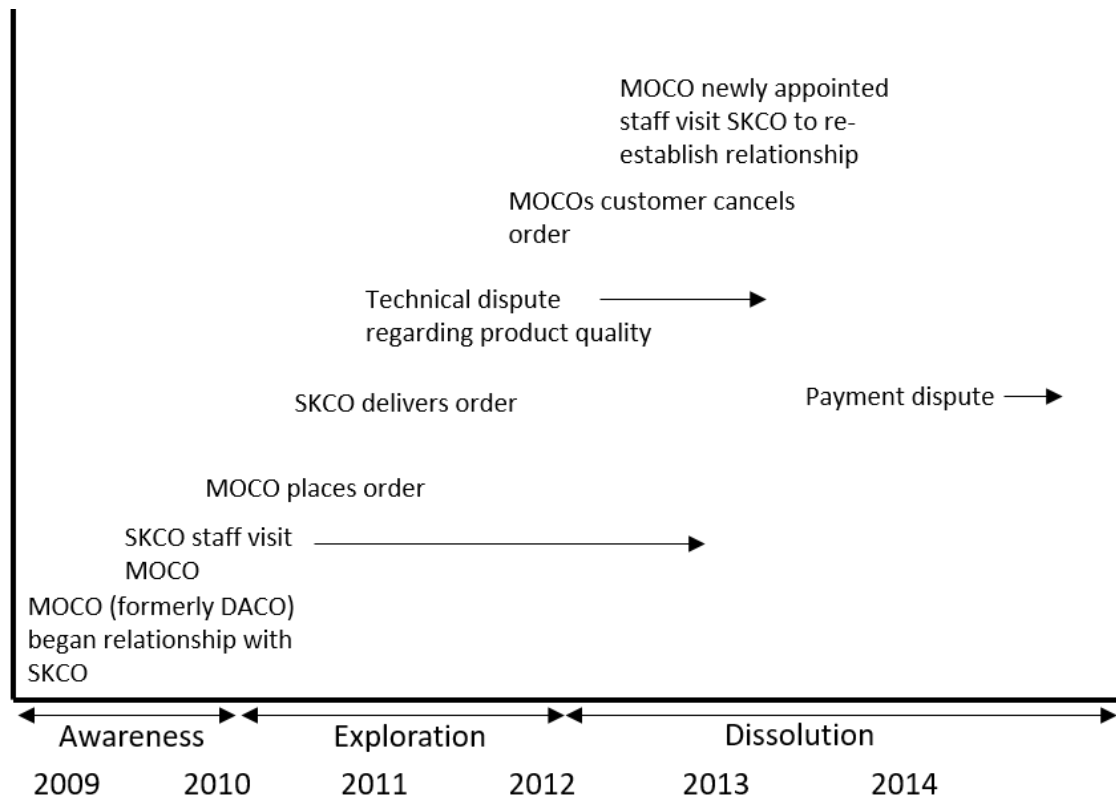 MOCO newly appointed
staff visit SKCO to re-
establish relationship
MOCOs customer cancels
order
Technical dispute
regarding product quality
Payment dispute
SKCO delivers order
MOCO places order
SKCO staff visit
MOCO
MOCO (formerly DACO)
began relationship with
SKCO
Awareness
Exploration
Dissolution
2009
2010
2011
2012
2013
2014